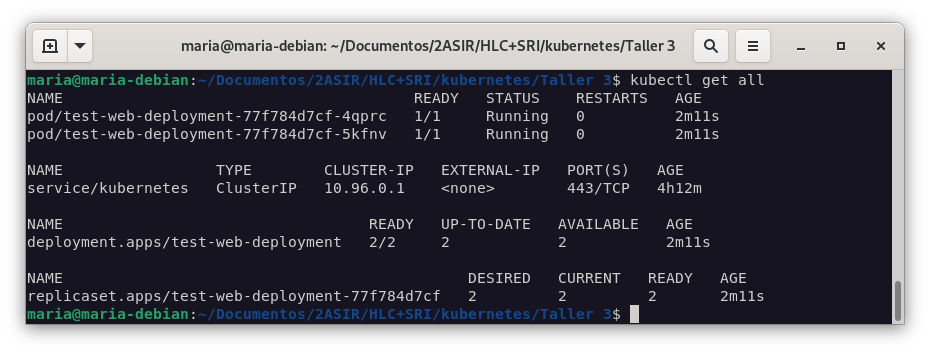 maria@maria-debian: ~/Documentos/2ASIR/HLC+SRI/kubernetes/Taller 3
maria@maria-debian:~/Documentos/2ASIR/HLC+SRI/kubernetes/Taller 3$ kubectl get all
NAME READY STATUS RESTARTS AGE
pod/test-web-deployment-77f784d7cf-4qprc 1/1 Running 0 2m11s
pod/test-web-deployment-77f784d7cf-5kfnv 1/1 Running 0 2m11s
NAME TYPE CLUSTER-IP EXTERNAL-IP PORT(S) AGE
service/kubernetes ClusterIP 10.96.0.1 <none> 443/TCP 4h12m
NAME READY UP-TO-DATE AVAILABLE AGE
deployment.apps/test-web-deployment 2/2 2 2 2m11s
NAME DESIRED CURRENT READY AGE
replicaset.apps/test-web-deployment-77f784d7cf 2 2 2 2m11s
maria@maria-debian:~/Documentos/2ASIR/HLC+SRI/kubernetes/Taller 3$